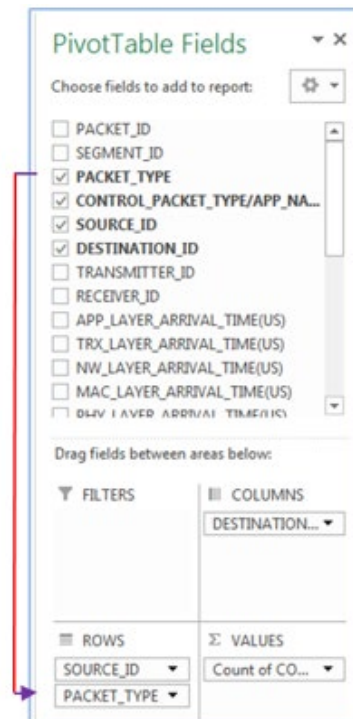 PivotTable Fields
Choose fields to add to report:
PACKET_ID
SEGMENT_ID
PACKET_TYPE
CONTROL_PACKET_TYPE/APP_NA...
SOURCE_ID
DESTINATION_ID
TRANSMITTER_ID
RECEIVER_ID
APP_LAYER_ARRIVAL_TIME(US)
TRX_LAYER_ARRIVAL_TIME(US)
NW_LAYER_ARRIVAL_TIME(US)
MAC_LAYER_ARRIVAL_TIME(US)
PHY_LAYER_ARRIVAL_TIME(US)
Drag fields between areas below:
FILTERS
COLUMNS
DESTINATION...
ROWS
Σ VALUES
SOURCE_ID
Count of CO...
PACKET_TYPE